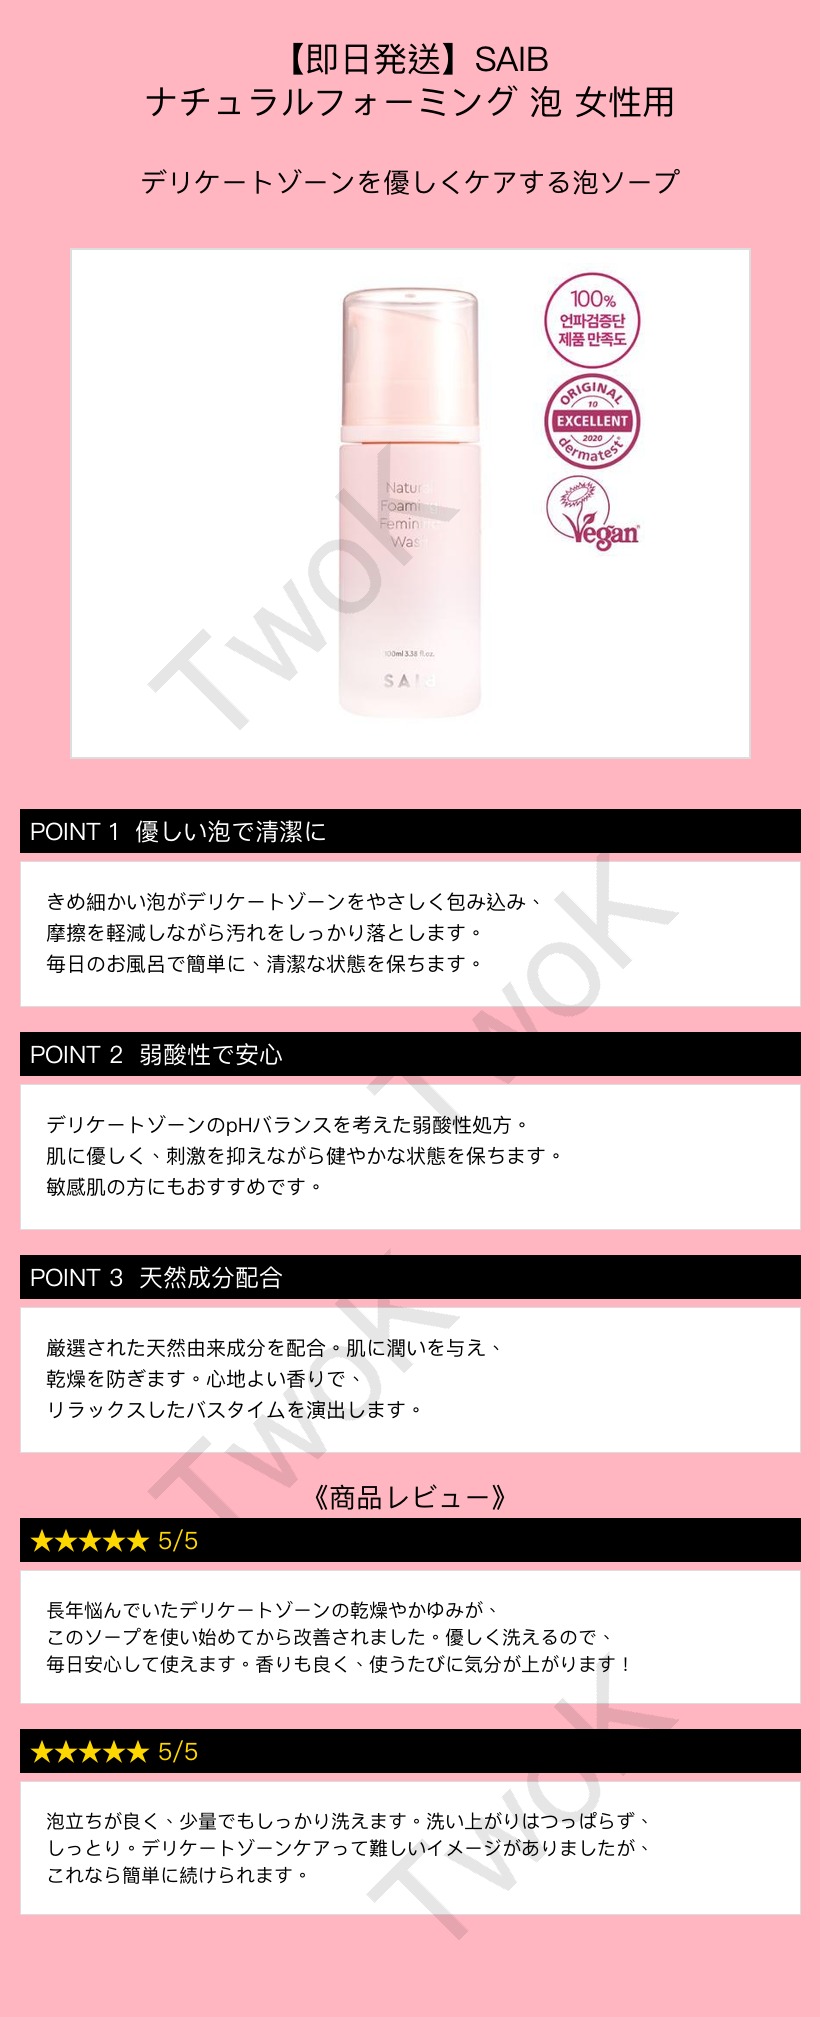 【即日発送】SAIB
ナチュラルフォーミング 泡 女性用
デリケートゾーンを優しくケアする泡ソープ
100%
언파검증단
제품 만족도
ORIGINAL
10
EXCELLENT
2020
dermatest®
Vegan
Natural
Foaming
Feminine
Wash
100ml 3.38 fl.oz.
SAIB
TwoK
POINT 1 優しい泡で清潔に
きめ細かい泡がデリケートゾーンをやさしく包み込み、
摩擦を軽減しながら汚れをしっかり落とします。
毎日のお風呂で簡単に、清潔な状態を保ちます。
TwoK
POINT 2 弱酸性で安心
デリケートゾーンのpHバランスを考えた弱酸性処方。
肌に優しく、刺激を抑えながら健やかな状態を保ちます。
敏感肌の方にもおすすめです。
POINT 3 天然成分配合
厳選された天然由来成分を配合。肌に潤いを与え、
乾燥を防ぎます。心地よい香りで、
リラックスしたバスタイムを演出します。
TwoK
《商品レビュー》
★★★★★ 5/5
長年悩んでいたデリケートゾーンの乾燥やかゆみが、
このソープを使い始めてから改善されました。優しく洗えるので、
毎日安心して使えます。香りも良く、使うたびに気分が上がります！
★★★★★ 5/5
泡立ちが良く、少量でもしっかり洗えます。洗い上がりはつっぱらず、
しっとり。デリケートゾーンケアって難しいイメージがありましたが、
これなら簡単に続けられます。
TwoK